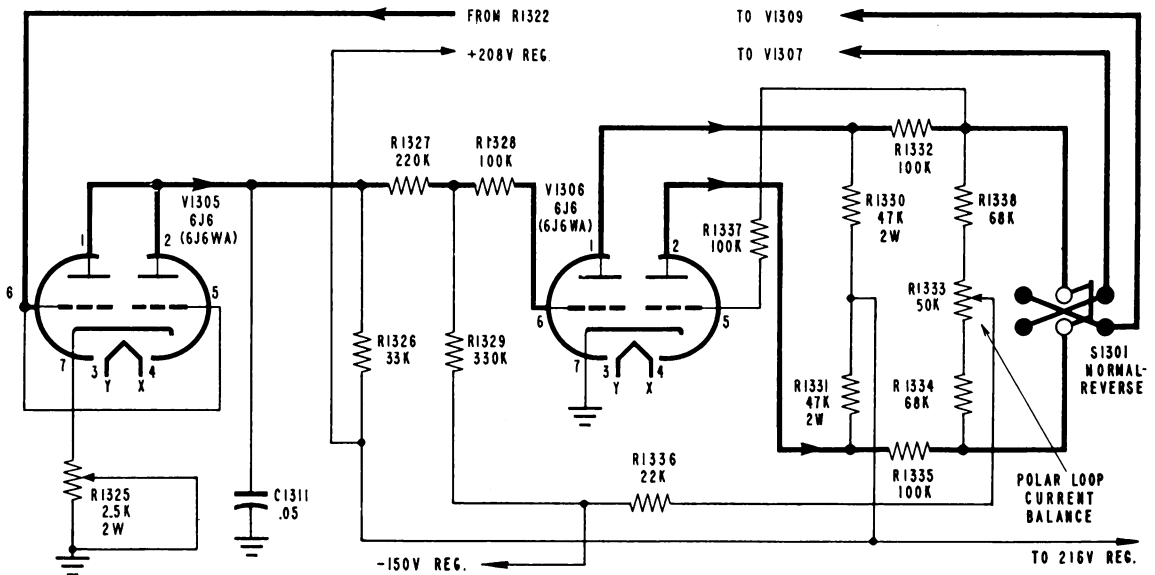 FROM R1322
TO V1309
+208V REG.
TO V1307
R1327
220K
R1328
100K
R1332
100K
V1305
6J6
(6J6WA)
V1306
6J6
(6J6WA)
R1330
47K
2W
R1338
68K
1
2
1
2
R1337
100K
6
5
R1333
50K
6
5
7
3
4
Y
X
R1326
33K
R1329
330K
7
3
4
Y
X
S1301
NORMAL-
REVERSE
R1331
47K
2W
R1334
68K
R1336
22K
R1335
100K
POLAR LOOP
CURRENT
BALANCE
R1325
2.5K
2W
C1311
.05
-150V REG.
TO 216V REG.